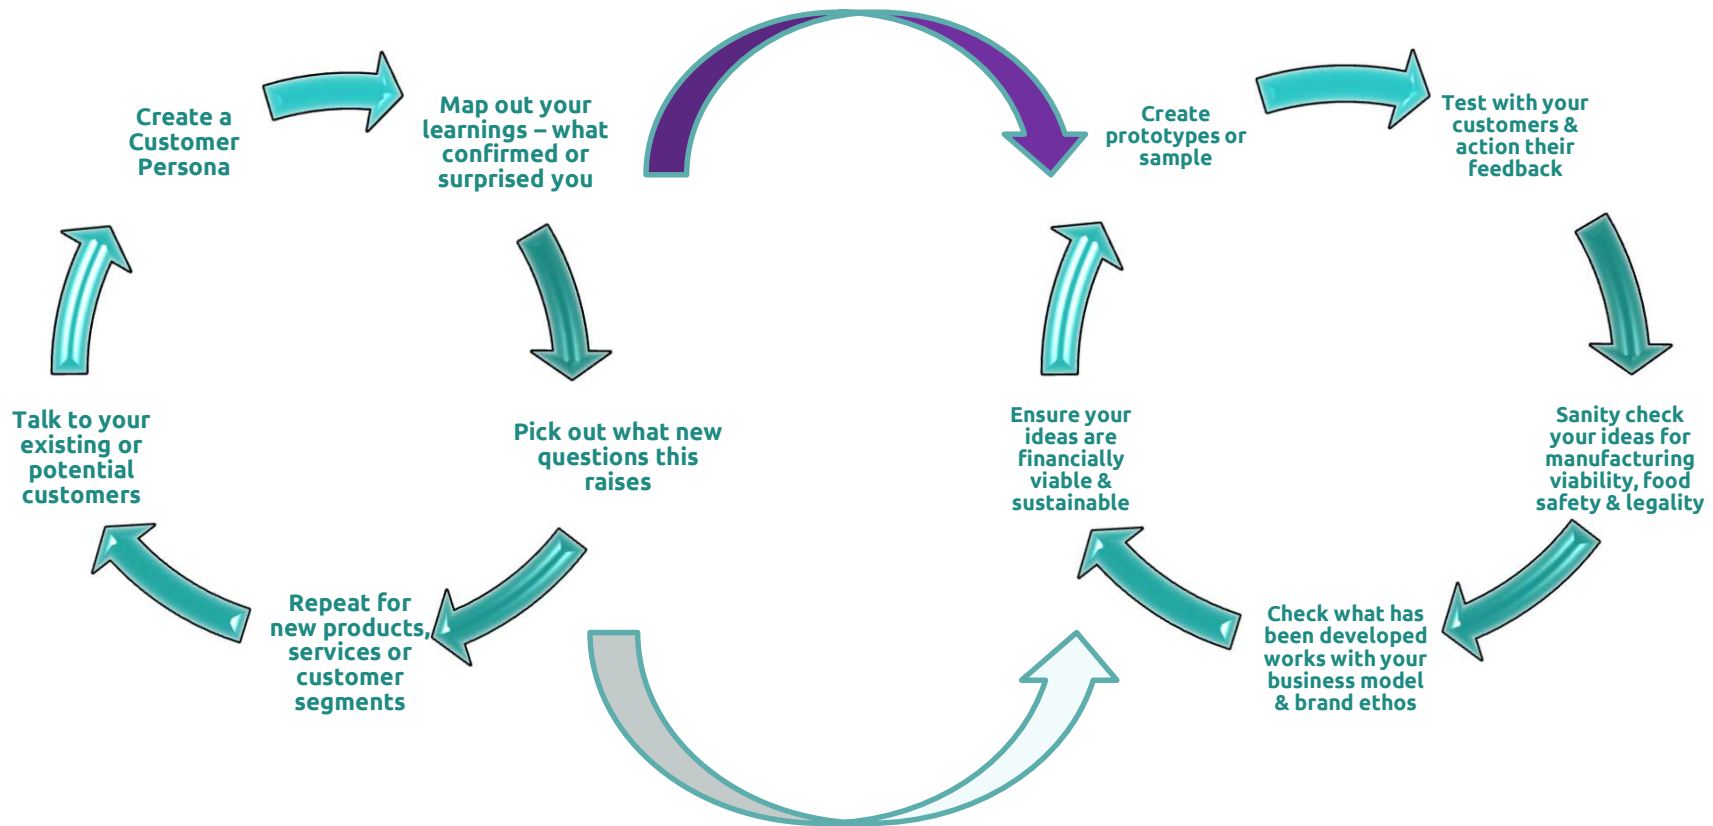 Create a
Customer
Persona
Map out your
learnings – what
confirmed or
surprised you
Pick out what new
questions this
raises
Repeat for
new products,
services or
customer
segments
Talk to your
existing or
potential
customers
Create
prototypes or
sample
Test with your
customers &
action their
feedback
Sanity check
your ideas for
manufacturing
viability, food
safety & legality
Check what has
been developed
works with your
business model
& brand ethos
Ensure your
ideas are
financially
viable &
sustainable